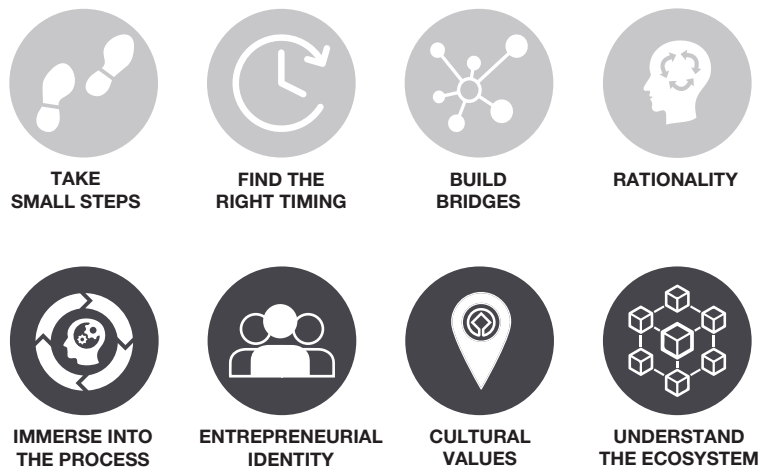 TAKE
SMALL STEPS
FIND THE
RIGHT TIMING
BUILD
BRIDGES
RATIONALITY
IMMERSE INTO
THE PROCESS
ENTREPRENEURIAL
IDENTITY
CULTURAL
VALUES
UNDERSTAND
THE ECOSYSTEM